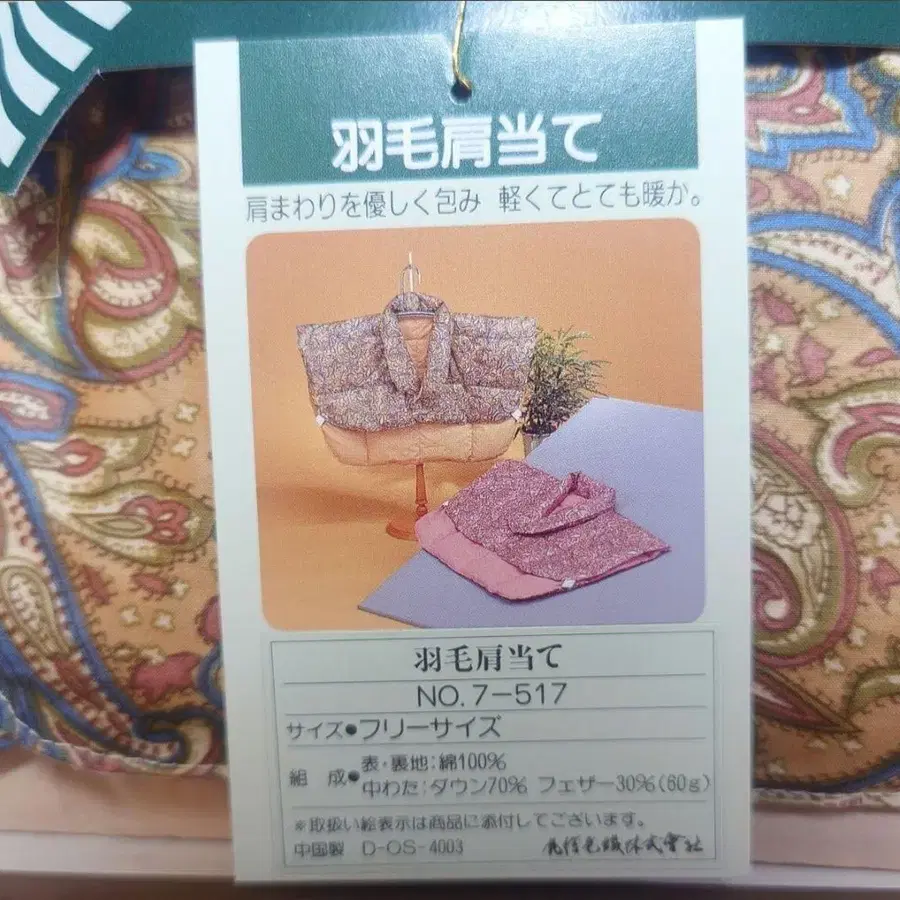 羽毛肩当て
肩まわりを優しく包み 軽くてとても暖か。
羽毛肩当て
NO.7-517
サイズ●フリーサイズ
組成●表・裏地:綿100%
中わた:ダウン70% フェザー30%(60g)
※取扱い絵表示は商品に添付してございます。
中国製 D-OS-4003 株式會社